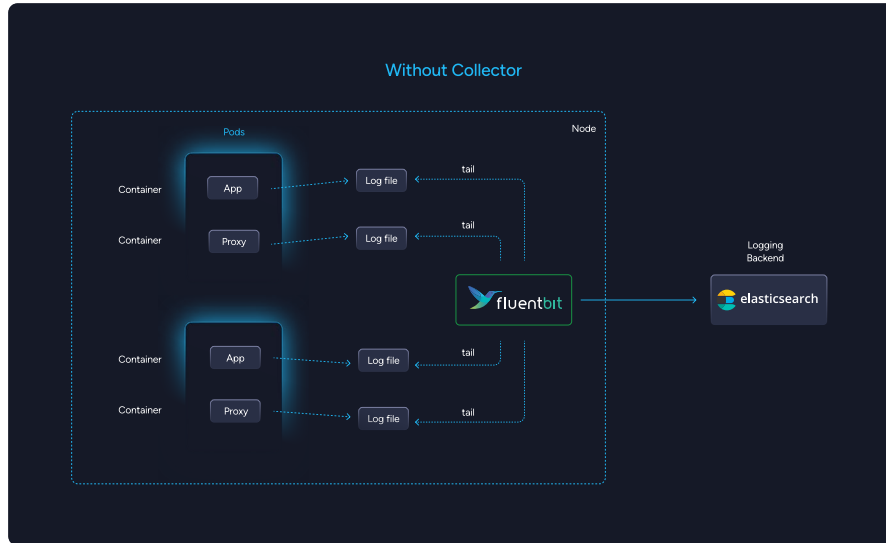 Without Collector
Pods
Node
Container
App
Log file
tail
Container
Proxy
Log file
tail
fluentbit
Logging
Backend
elasticsearch
Container
App
Log file
tail
Container
Proxy
Log file
tail